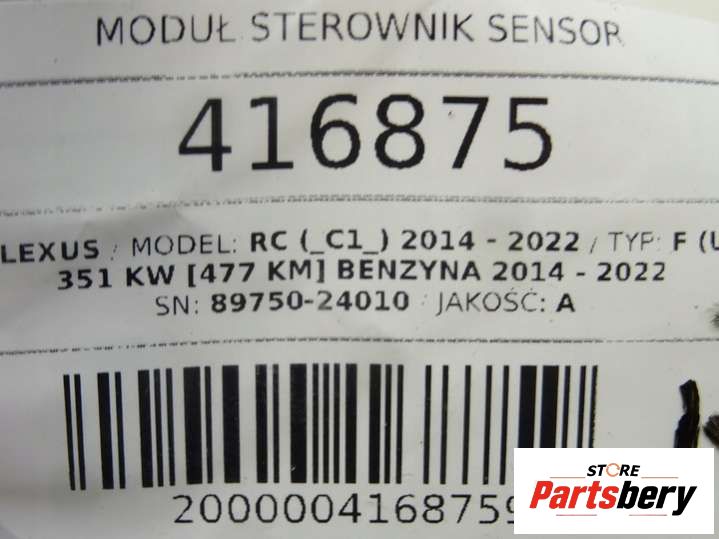 MODUŁ STEROWNIK SENSOR
416875
LEXUS / MODEL: RC (_C1_) 2014 - 2022 / TYP: F (
351 KW [477 KM] BENZYNA 2014 - 2022
SN: 89750-24010 / JAKOŚĆ: A
2000004168759
STORE
Partsbery